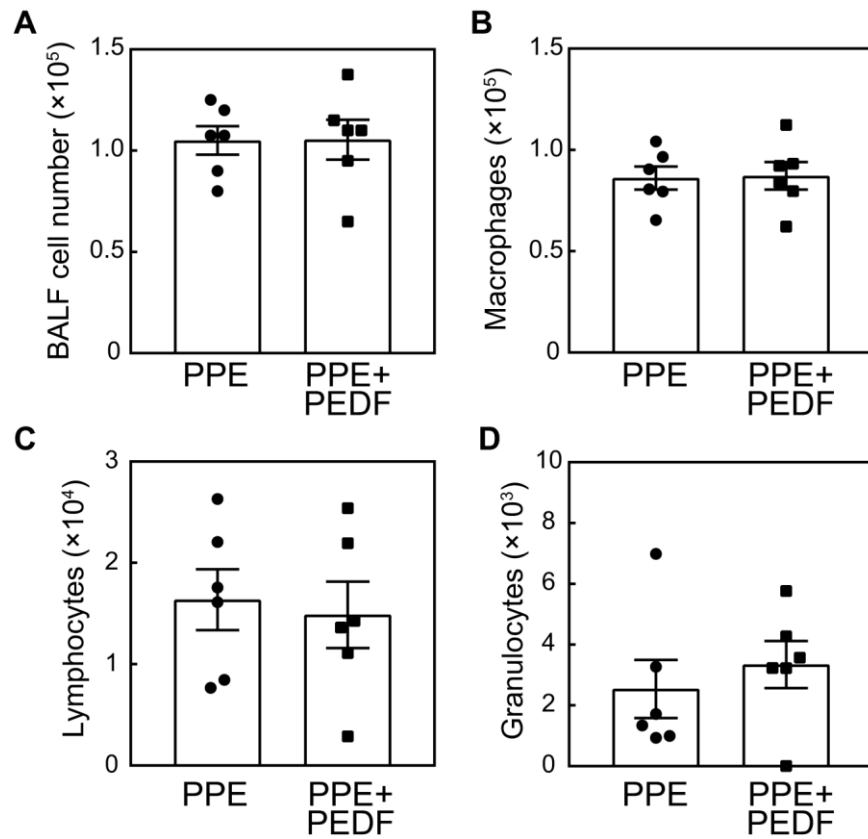 A
BALF cell number (×10⁵)
1.5
1.0
0.5
0
PPE
PPE+
PEDF
B
Macrophages (×10⁵)
1.5
1.0
0.5
0
PPE
PPE+
PEDF
C
Lymphocytes (×10⁴)
3
2
1
0
PPE
PPE+
PEDF
D
Granulocytes (×10³)
10
8
6
4
2
0
PPE
PPE+
PEDF